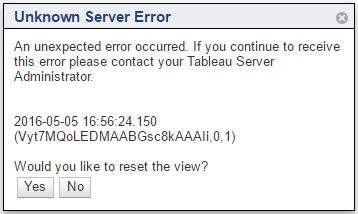 Unknown Server Error
An unexpected error occurred. If you continue to receive
this error please contact your Tableau Server
Administrator.
2016-05-05 16:56:24.150
(Vyt7MQoLEDMAABGsc8kAAAIi,0,1)
Would you like to reset the view?
Yes No